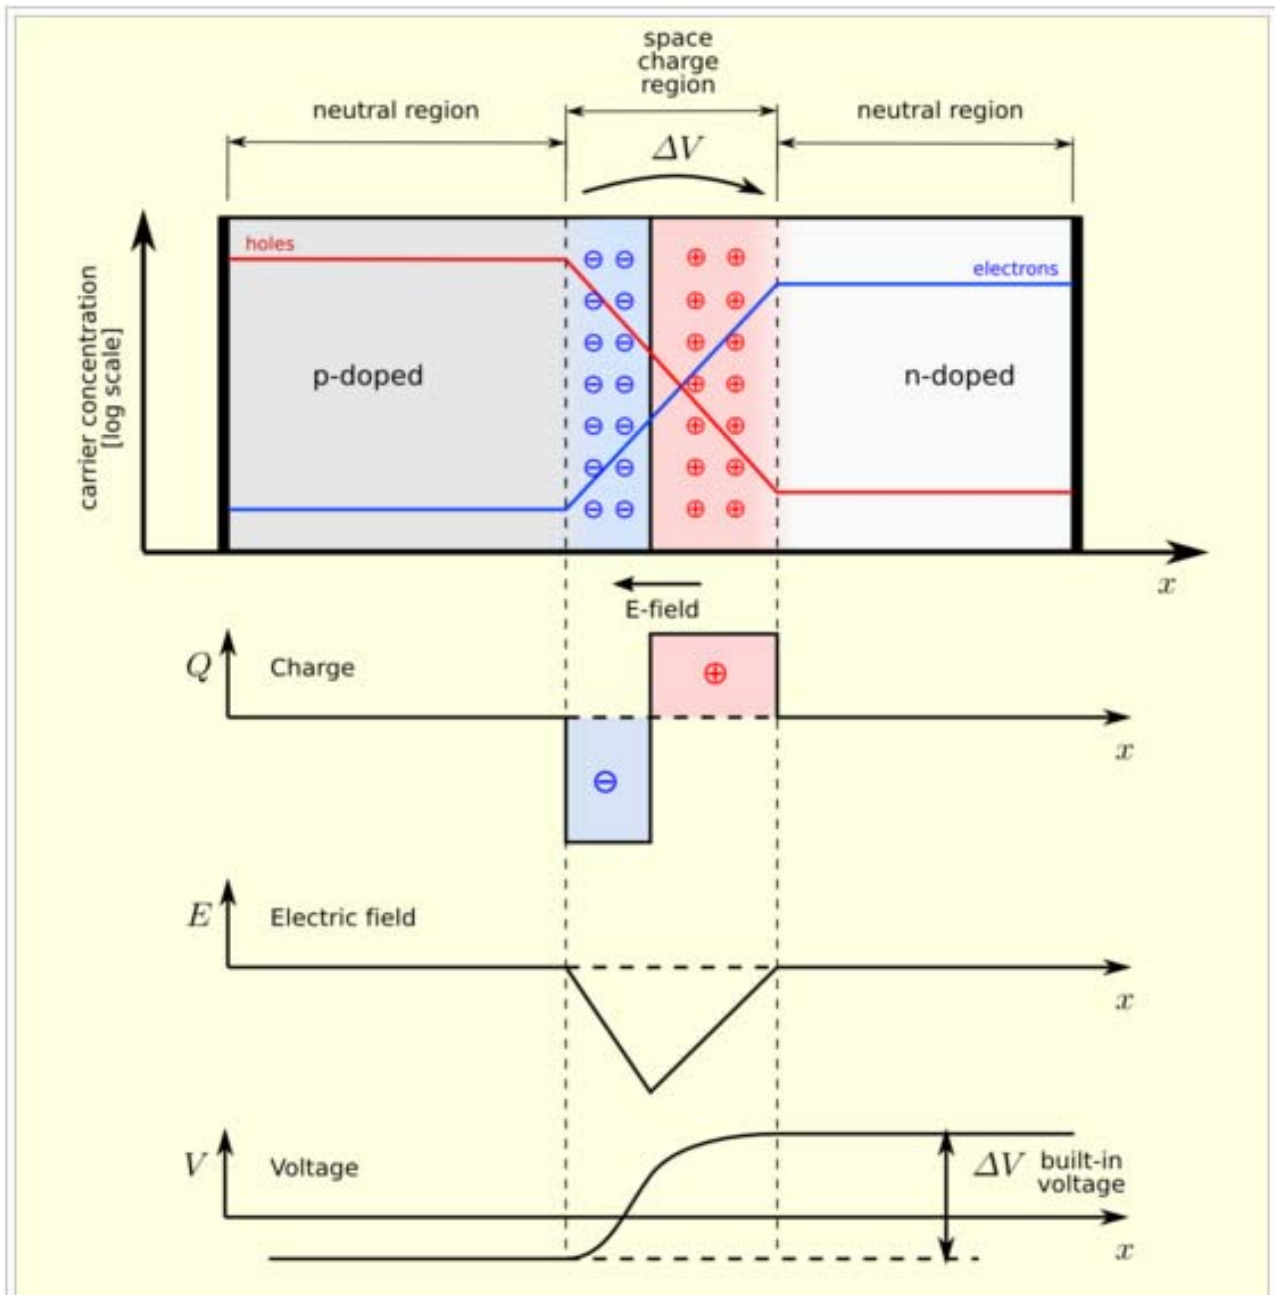 space
charge
region
neutral region
neutral region
ΔV
holes
electrons
carrier concentration
[log scale]
p-doped
n-doped
⊖ ⊖ ⊕ ⊕
⊖ ⊖ ⊕ ⊕
⊖ ⊖ ⊕ ⊕
⊖ ⊖ ⊕ ⊕
⊖ ⊖ ⊕ ⊕
⊖ ⊖ ⊕ ⊕
⊖ ⊖ ⊕ ⊕
x
E-field
Q
Charge
⊕
⊖
x
E
Electric field
x
V
Voltage
ΔV
built-in
voltage
x